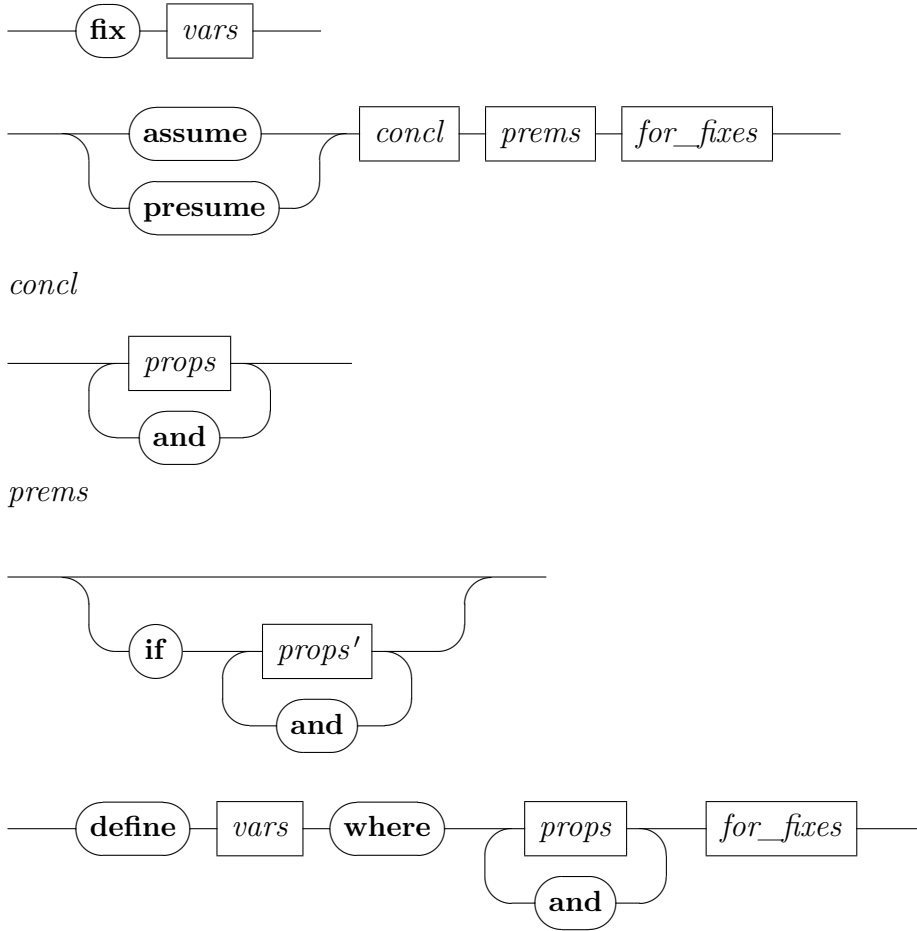 fix vars
assume concl prems for_fixes
presume
concl
props
and
prems
if props′
and
define vars where props for_fixes
and